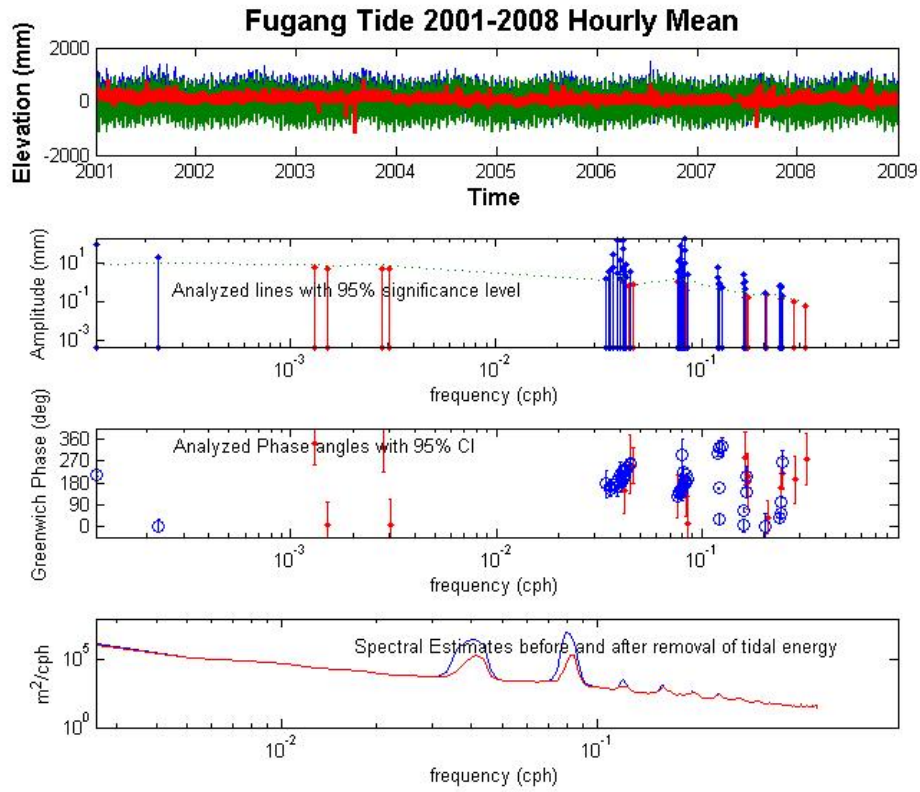 Fugang Tide 2001-2008 Hourly Mean
Elevation (mm)
2000
0
-2000
2001 2002 2003 2004 2005 2006 2007 2008 2009
Time
Amplitude (mm)
10^1
10^-1
10^-3
Analyzed lines with 95% significance level
10^-3 10^-2 10^-1
frequency (cph)
Greenwich Phase (deg)
360
270
180
90
0
Analyzed Phase angles with 95% CI
10^-3 10^-2 10^-1
frequency (cph)
m^2/cph
10^5
10^0
Spectral Estimates before and after removal of tidal energy
10^-2 10^-1
frequency (cph)